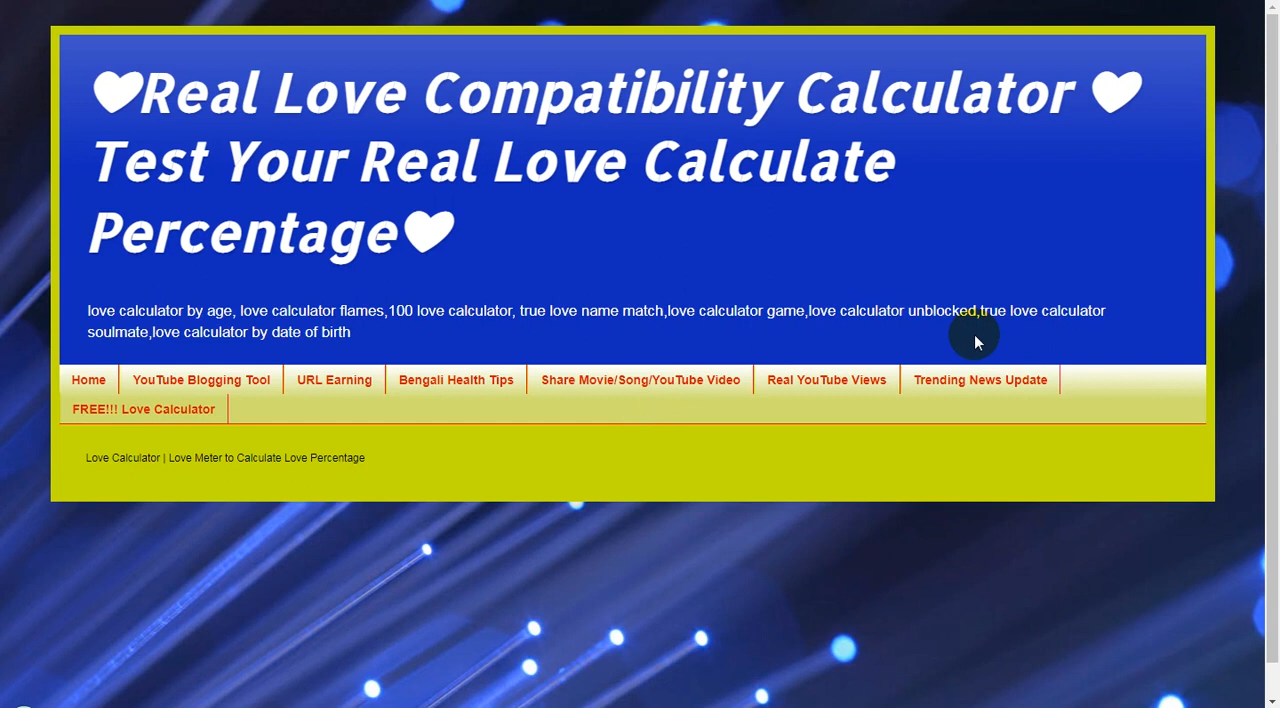 ♥Real Love Compatibility Calculator ♥
Test Your Real Love Calculate
Percentage♥
love calculator by age, love calculator flames,100 love calculator, true love name match,love calculator game,love calculator unblocked,true love calculator
soulmate,love calculator by date of birth
Home YouTube Blogging Tool URL Earning Bengali Health Tips Share Movie/Song/YouTube Video Real YouTube Views Trending News Update
FREE!!! Love Calculator
Love Calculator | Love Meter to Calculate Love Percentage